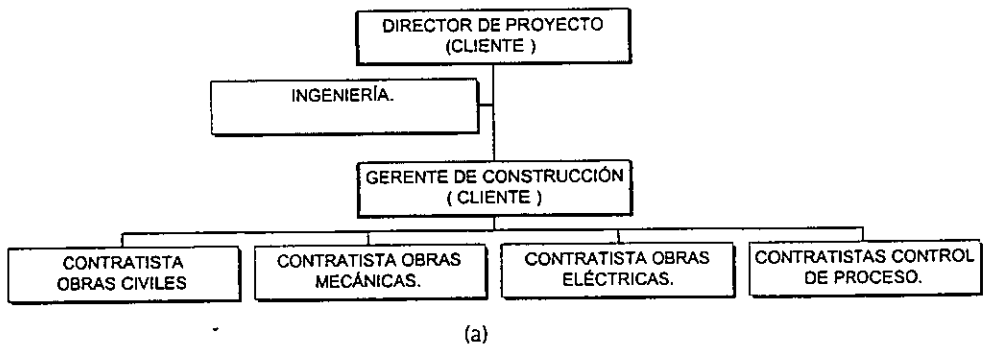 DIRECTOR DE PROYECTO
(CLIENTE )
INGENIERÍA.
GERENTE DE CONSTRUCCIÓN
( CLIENTE )
CONTRATISTA
OBRAS CIVILES
CONTRATISTA OBRAS
MECÁNICAS.
CONTRATISTA OBRAS
ELÉCTRICAS.
CONTRATISTAS CONTROL
DE PROCESO.
(a)